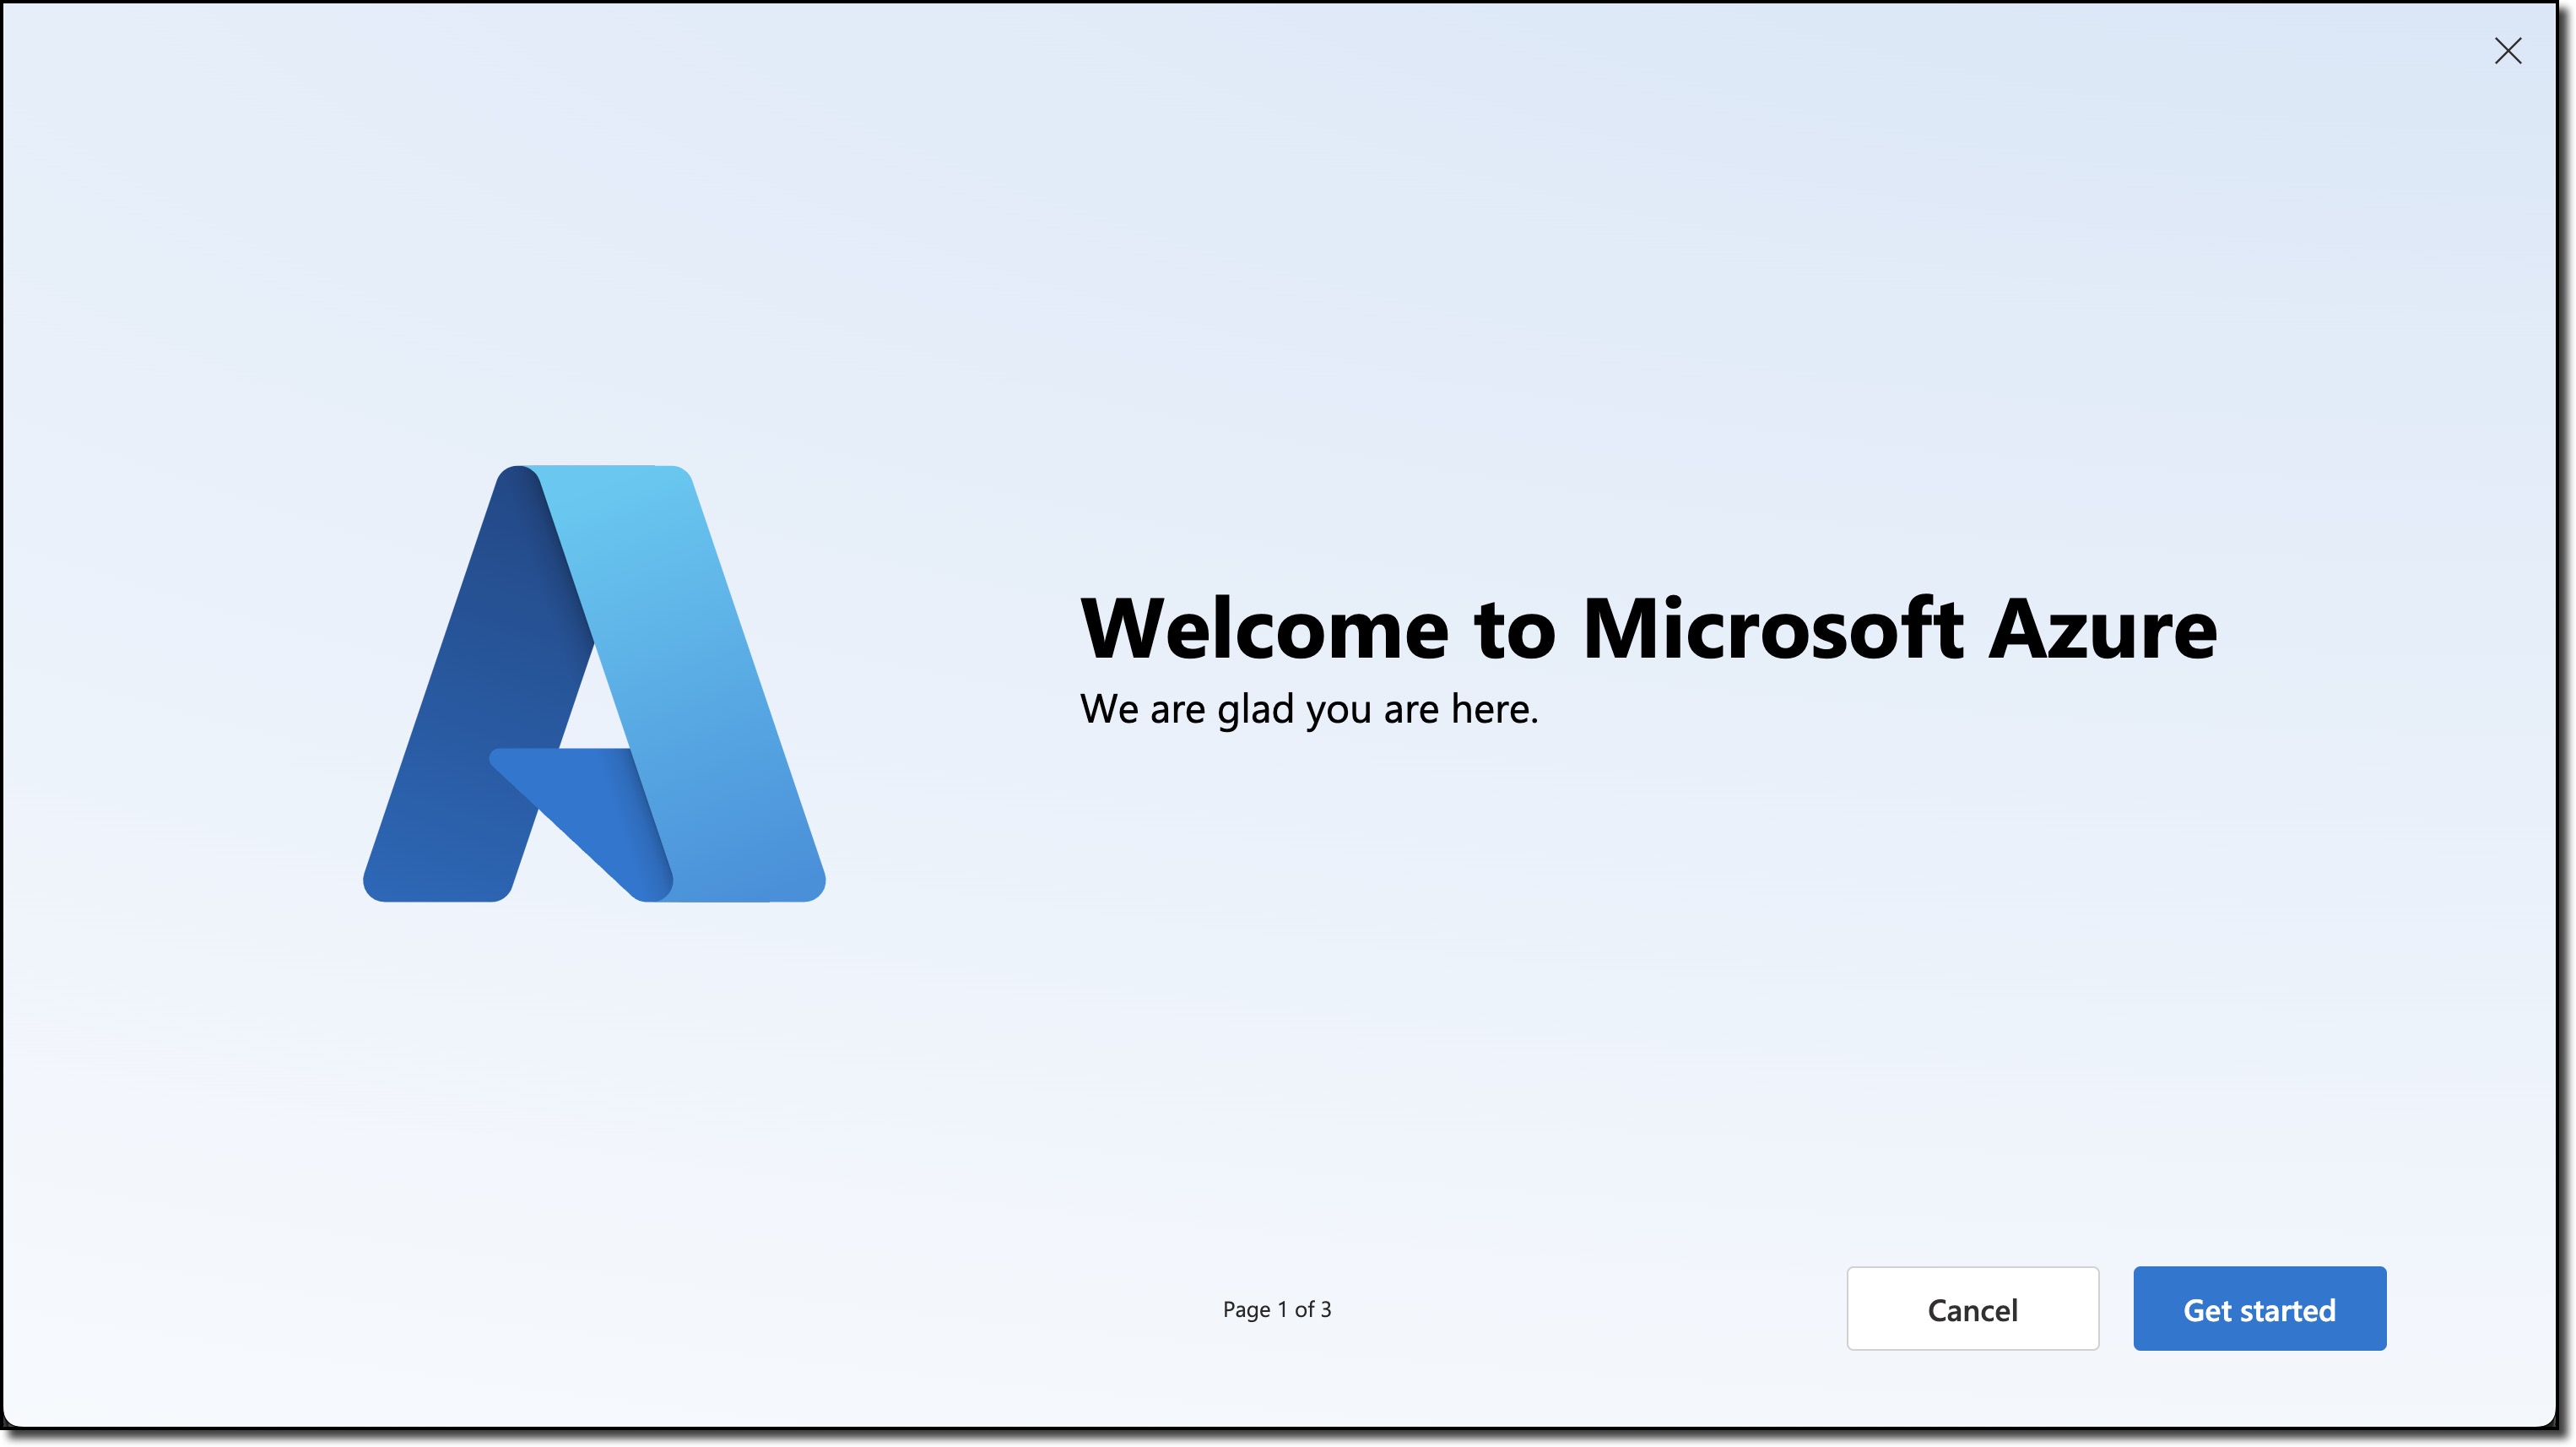 Welcome to Microsoft Azure
We are glad you are here.
Page 1 of 3
Cancel
Get started